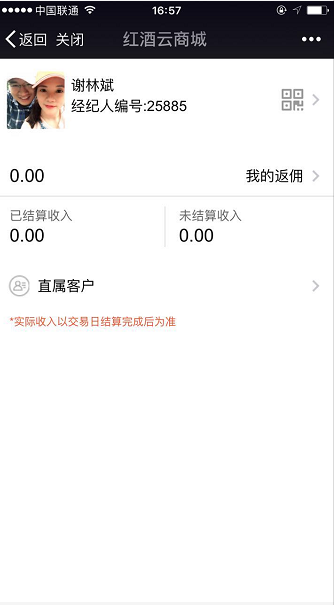 中国联通 16:57
返回 关闭 红酒云商城
谢林斌
经纪人编号:25885
0.00 我的返佣
已结算收入 未结算收入
0.00 0.00
直属客户
*实际收入以交易日结算完成后为准